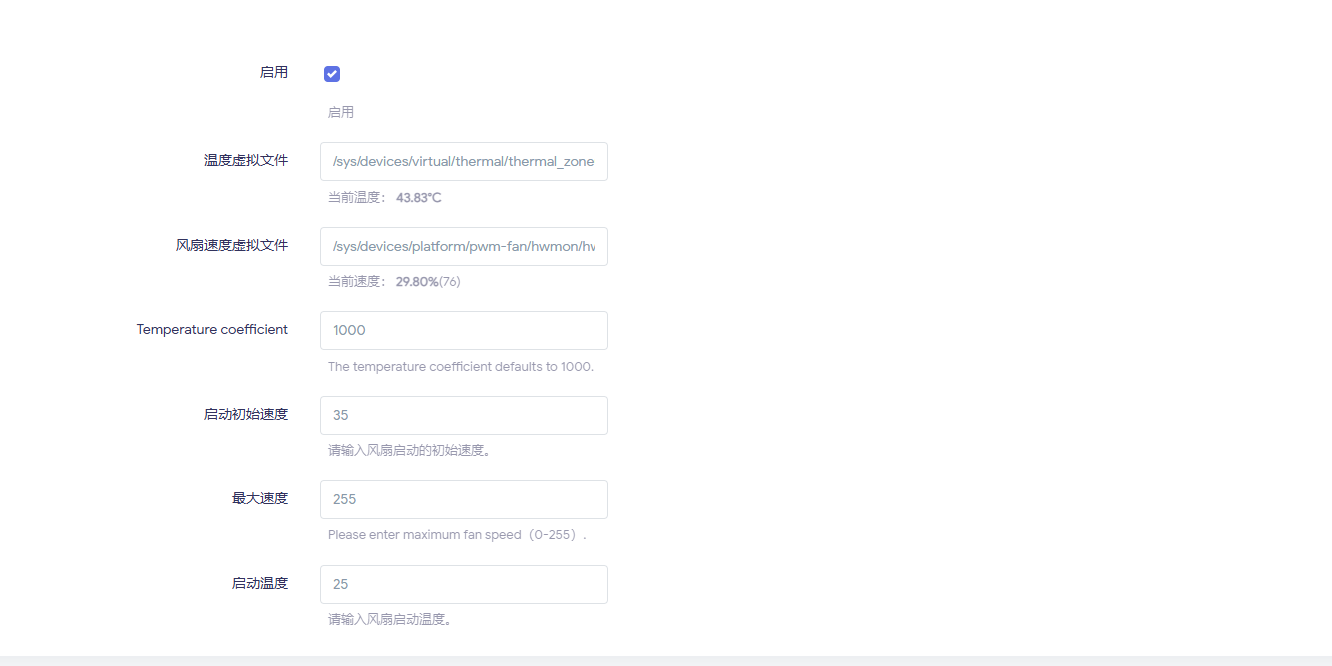 启用
启用
温度虚拟文件
/sys/devices/virtual/thermal/thermal_zone
当前温度： 43.83°C
风扇速度虚拟文件
/sys/devices/platform/pwm-fan/hwmon/hw
当前速度： 29.80%(76)
Temperature coefficient
1000
The temperature coefficient defaults to 1000.
启动初始速度
35
请输入风扇启动的初始速度。
最大速度
255
Please enter maximum fan speed（0-255）.
启动温度
25
请输入风扇启动温度。